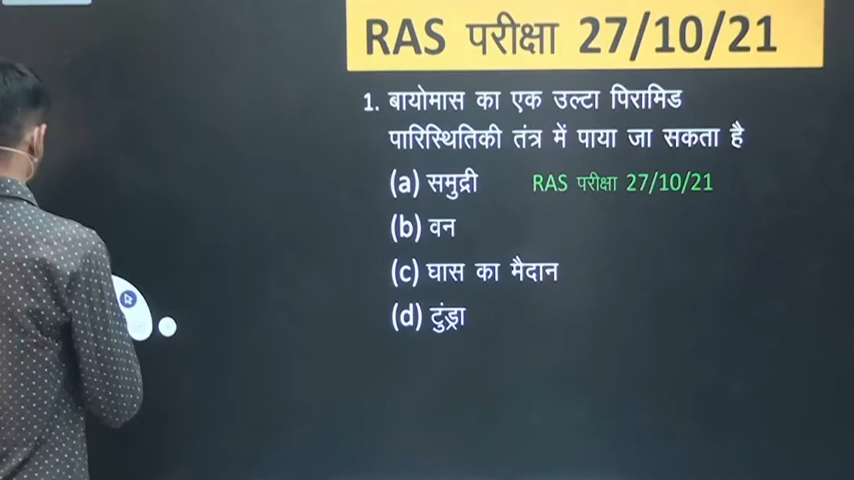 RAS परीक्षा 27/10/21
1. बायोमास का एक उल्टा पिरामिड
पारिस्थितिकी तंत्र में पाया जा सकता है
(a) समुद्री RAS परीक्षा 27/10/21
(b) वन
(c) घास का मैदान
(d) टुंड्रा